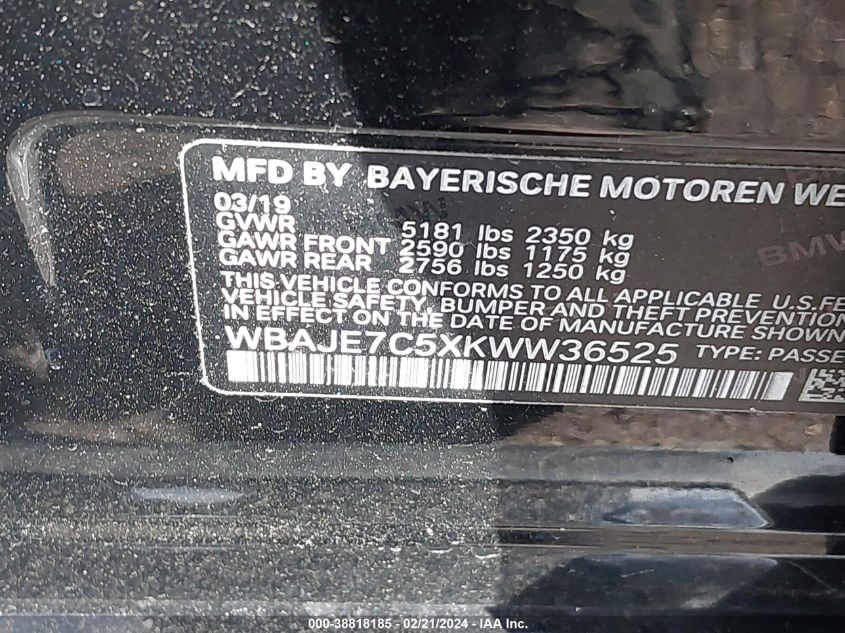 MFD BY BAYERISCHE MOTOREN WE
03/19
GVWR 5181 lbs 2350 kg
GAWR FRONT 2590 lbs 1175 kg
GAWR REAR 2756 lbs 1250 kg
THIS VEHICLE CONFORMS TO ALL APPLICABLE U.S.FE
VEHICLE SAFETY, BUMPER AND THEFT PREVENTION
IN EFFECT ON THE DATE OF MANUFACTURE SHOWN
WBAJE7C5XKWW36525 TYPE: PASSE
BMW
000-38818185 - 02/21/2024 - IAA, Inc.